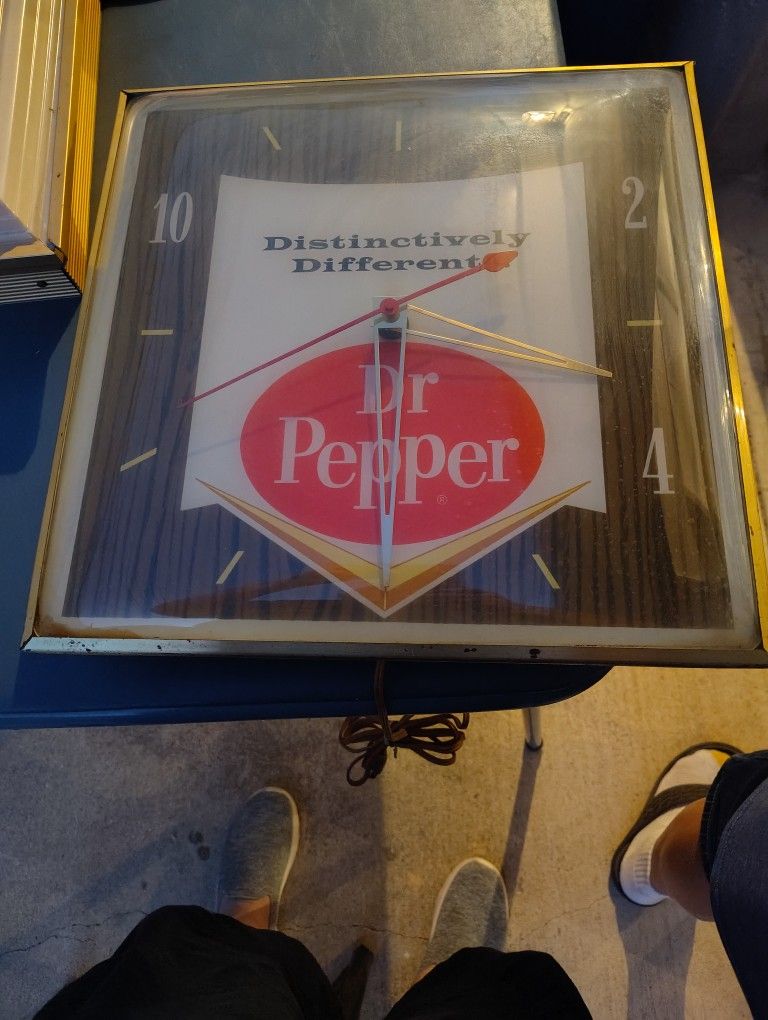 10
2
Distinctively
Different
Dr
Pepper
®
4